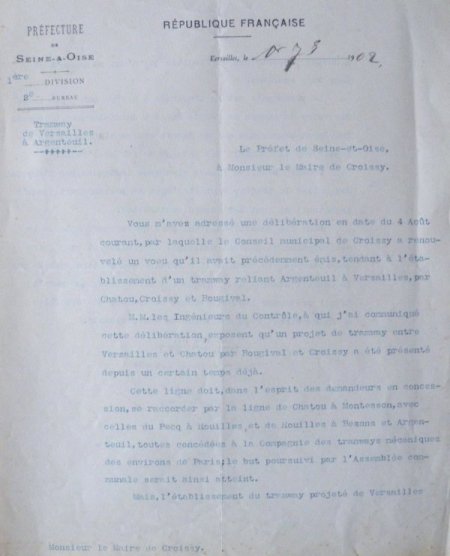 RÉPUBLIQUE FRANÇAISE
PRÉFECTURE
DE
SEINE-&-OISE
1ère DIVISION
2e BUREAU
Versailles, le 1902
Tramway
de Versailles
à Argenteuil.
Le Préfet de Seine-et-Oise,
à Monsieur le Maire de Croissy.
Vous m'avez adressé une délibération en date du 4 Août
courant, par laquelle le Conseil municipal de Croissy a renou-
velé un voeu qu'il avait précédemment émis, tendant à l'éta-
blissement d'un tramway reliant Argenteuil à Versailles, par
Chatou, Croissy et Bougival.
M.M. les Ingénieurs du Contrôle, à qui j'ai communiqué
cette délibération, exposent qu'un projet de tramway entre
Versailles et Chatou par Bougival et Croissy a été présenté
depuis un certain temps déjà.
Cette ligne doit, dans l'esprit des demandeurs en conces-
sion, se raccorder par la ligne de Chatou à Montesson, avec
celles du Pecq à Houilles, et de Houilles à Bezons et Argen-
teuil, toutes concédées à la Compagnie des tramways mécaniques
des environs de Paris; le but poursuivi par l'Assemblée com-
munale serait ainsi atteint.
Mais, l'établissement du tramway projeté de Versailles
Monsieur le Maire de Croissy.